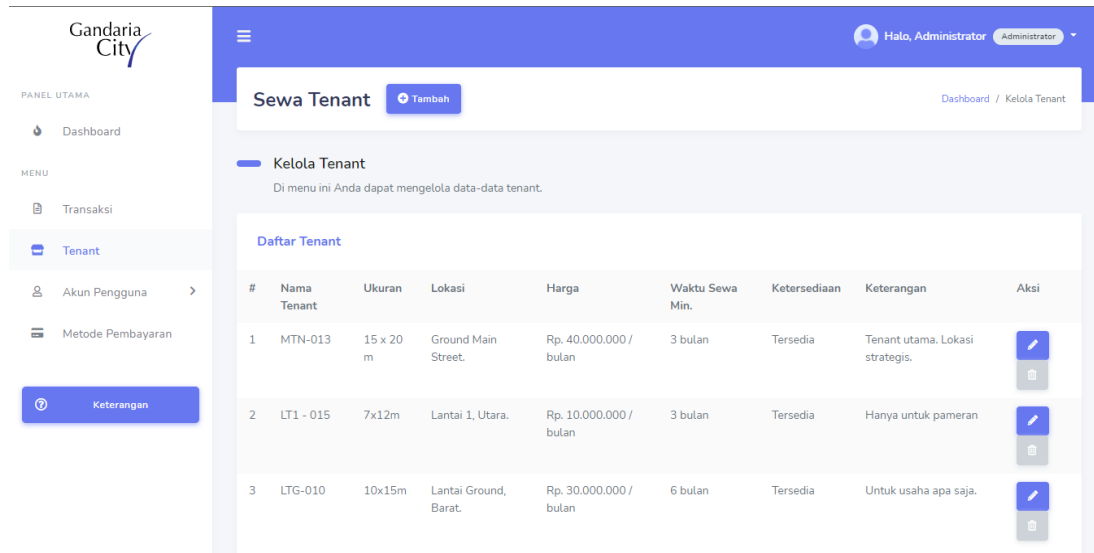 Gandaria
City
Halo, Administrator Administrator
PANEL UTAMA
Dashboard
MENU
Transaksi
Tenant
Akun Pengguna
Metode Pembayaran
Keterangan
Sewa Tenant Tambah
Dashboard / Kelola Tenant
Kelola Tenant
Di menu ini Anda dapat mengelola data-data tenant.
Daftar Tenant
# Nama Tenant Ukuran Lokasi Harga Waktu Sewa Min. Ketersediaan Keterangan Aksi
1 MTN-013 15 x 20 m Ground Main Street. Rp. 40.000.000 / bulan 3 bulan Tersedia Tenant utama. Lokasi strategis.
2 LT1 - 015 7x12m Lantai 1, Utara. Rp. 10.000.000 / bulan 3 bulan Tersedia Hanya untuk pameran
3 LTG-010 10x15m Lantai Ground, Barat. Rp. 30.000.000 / bulan 6 bulan Tersedia Untuk usaha apa saja.